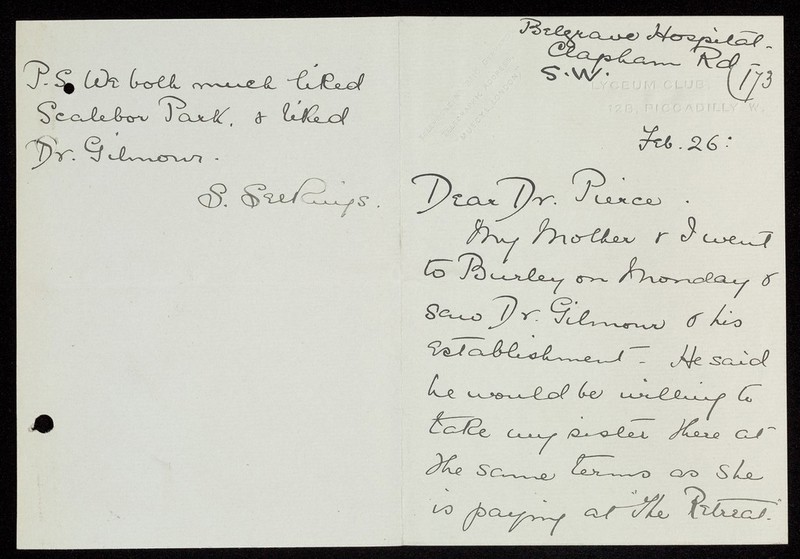 Belgrave Hospital.
Clapham Rd
S.W.
173
LYCEUM CLUB,
128, PICCADILLY, W.
Feb. 26:
Dear Dr. Pierce.
My Mother & I went
to Burley on Monday &
saw Dr. Gilmour & his
Establishment - He said
he would be willing to
take my sister there at
the same terms as she
is paying at "The Retreat."
P.S. We both much liked
Scalebor Park, & liked
Dr. Gilmour.
S. Seekings.